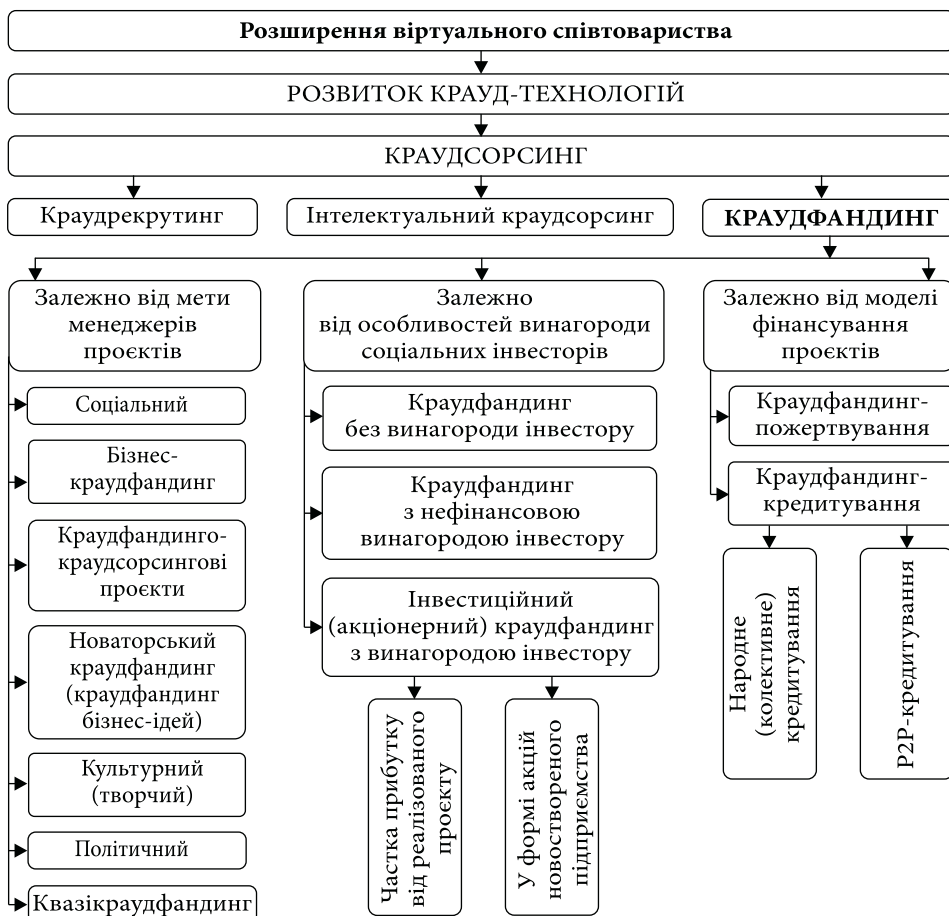 Розширення віртуального співтовариства
РОЗВИТОК КРАУД-ТЕХНОЛОГІЙ
КРАУДСОРСИНГ
Краудрекрутинг
Інтелектуальний краудсорсинг
КРАУДФАНДИНГ
Залежно від мети
менеджерів
проєктів
Соціальний
Бізнес-
краудфандинг
Краудфандинго-
краудсорсингові
проєкти
Новаторський
краудфандинг
(краудфандинг
бізнес-ідей)
Культурний
(творчий)
Політичний
Квазікраудфандинг
Залежно
від особливостей винагороди
соціальних інвесторів
Краудфандинг
без винагороди інвестору
Краудфандинг
з нефінансовою
винагородою інвестору
Інвестиційний
(акціонерний) краудфандинг
з винагородою інвестору
Частка прибутку
від реалізованого
проєкту
У формі акцій
новоствореного
підприємства
Залежно від моделі
фінансування
проєктів
Краудфандинг-
пожертвування
Краудфандинг-
кредитування
Народне
(колективне)
кредитування
P2P-кредитування